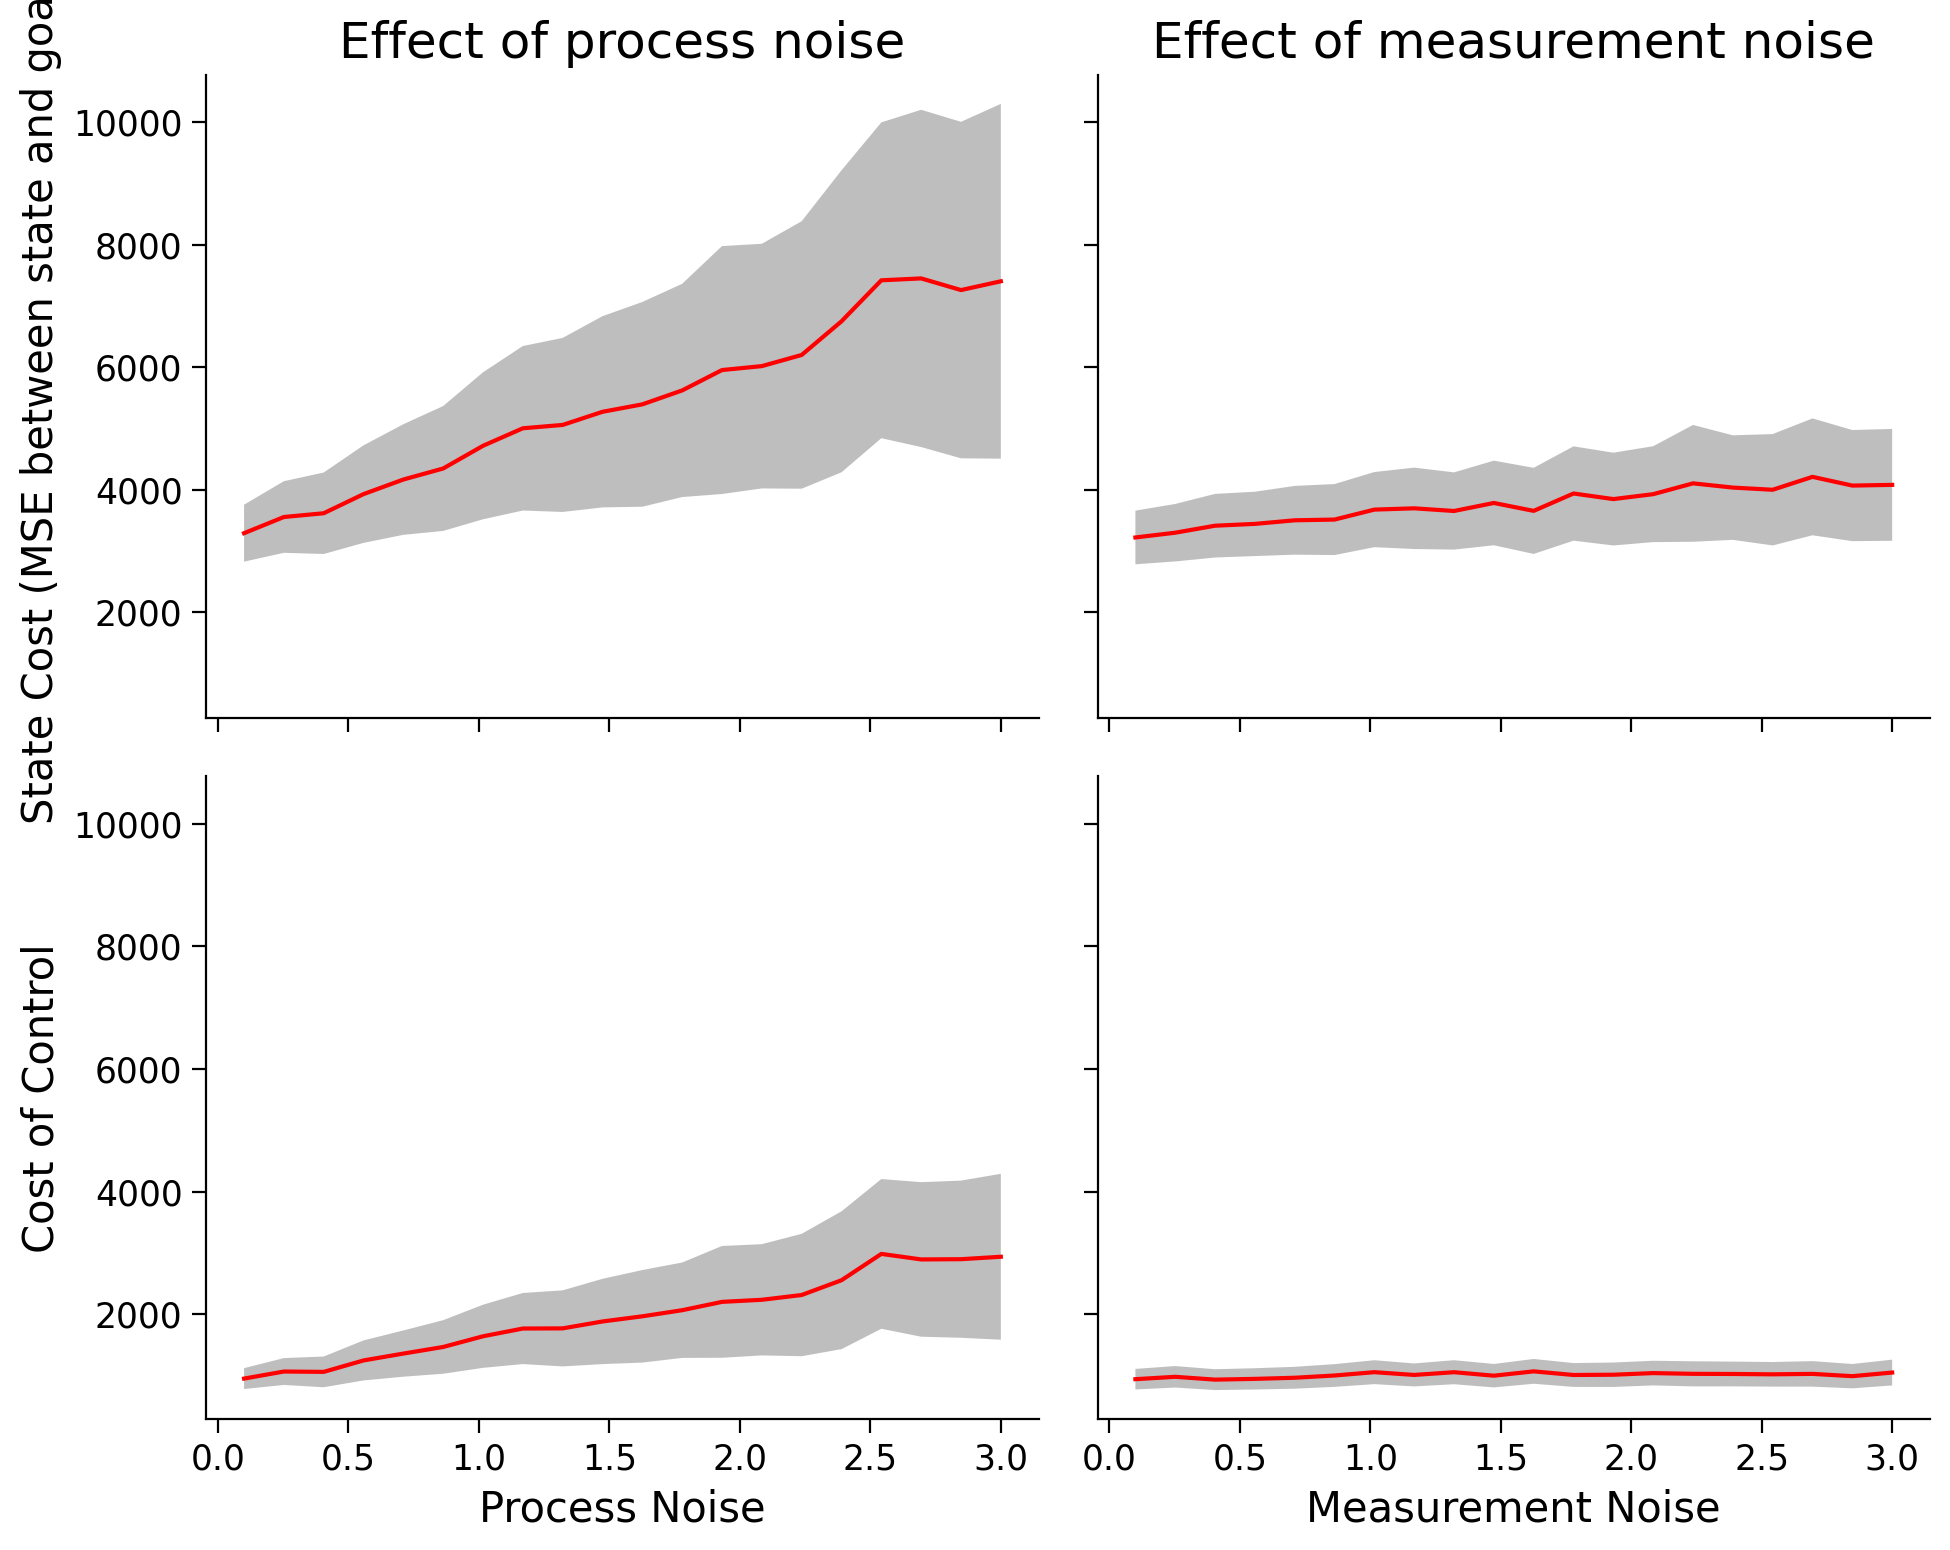 Effect of process noise
Effect of measurement noise
State Cost (MSE between state and
10000
8000
6000
4000
2000
Cost of Control
10000
8000
6000
4000
2000
0.0 0.5 1.0 1.5 2.0 2.5 3.0
0.0 0.5 1.0 1.5 2.0 2.5 3.0
Process Noise
Measurement Noise